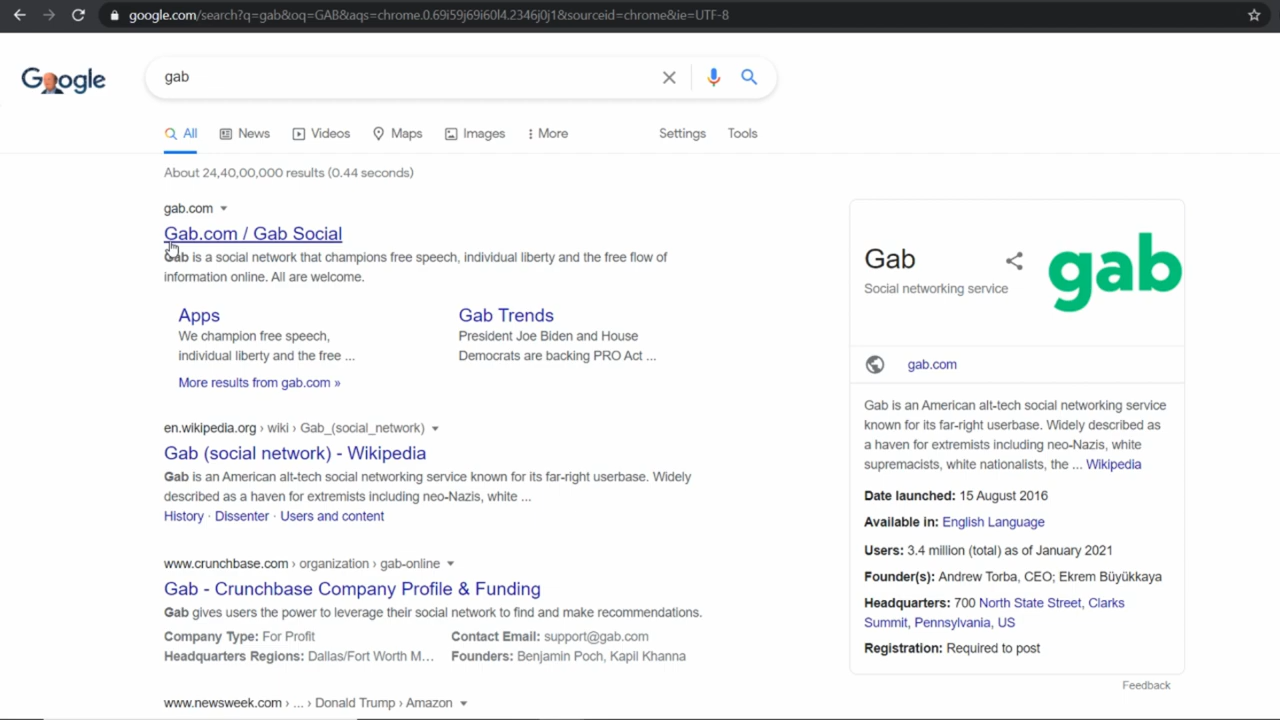 google.com/search?q=gab&oq=GAB&aqs=chrome.0.69i59j69i60l4.2346j0j1&sourceid=chrome&ie=UTF-8
Google
gab
All News Videos Maps Images More Settings Tools
About 24,40,00,000 results (0.44 seconds)
gab.com
Gab.com / Gab Social
Gab is a social network that champions free speech, individual liberty and the free flow of
information online. All are welcome.
Apps
We champion free speech,
individual liberty and the free ...
Gab Trends
President Joe Biden and House
Democrats are backing PRO Act ...
More results from gab.com »
en.wikipedia.org › wiki › Gab_(social_network)
Gab (social network) - Wikipedia
Gab is an American alt-tech social networking service known for its far-right userbase. Widely
described as a haven for extremists including neo-Nazis, white ...
History · Dissenter · Users and content
www.crunchbase.com › organization › gab-online
Gab - Crunchbase Company Profile & Funding
Gab gives users the power to leverage their social network to find and make recommendations.
Company Type: For Profit Contact Email: support@gab.com
Headquarters Regions: Dallas/Fort Worth M... Founders: Benjamin Poch, Kapil Khanna
www.newsweek.com › ... › Donald Trump › Amazon
Gab
Social networking service
gab
gab.com
Gab is an American alt-tech social networking service
known for its far-right userbase. Widely described as
a haven for extremists including neo-Nazis, white
supremacists, white nationalists, the ... Wikipedia
Date launched: 15 August 2016
Available in: English Language
Users: 3.4 million (total) as of January 2021
Founder(s): Andrew Torba, CEO; Ekrem Büyükkaya
Headquarters: 700 North State Street, Clarks
Summit, Pennsylvania, US
Registration: Required to post
Feedback